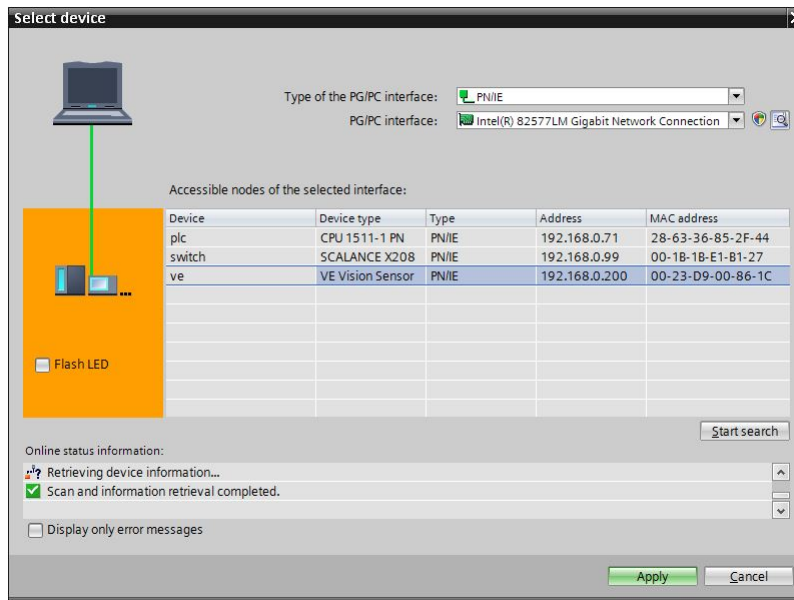 Select device
Type of the PG/PC interface: PN/IE
PG/PC interface: Intel(R) 82577LM Gigabit Network Connection
Accessible nodes of the selected interface:
Device Device type Type Address MAC address
plc CPU 1511-1 PN PN/IE 192.168.0.71 28-63-36-85-2F-44
switch SCALANCE X208 PN/IE 192.168.0.99 00-1B-1B-E1-B1-27
ve VE Vision Sensor PN/IE 192.168.0.200 00-23-D9-00-86-1C
Flash LED
Start search
Online status information:
Retrieving device information...
Scan and information retrieval completed.
Display only error messages
Apply Cancel